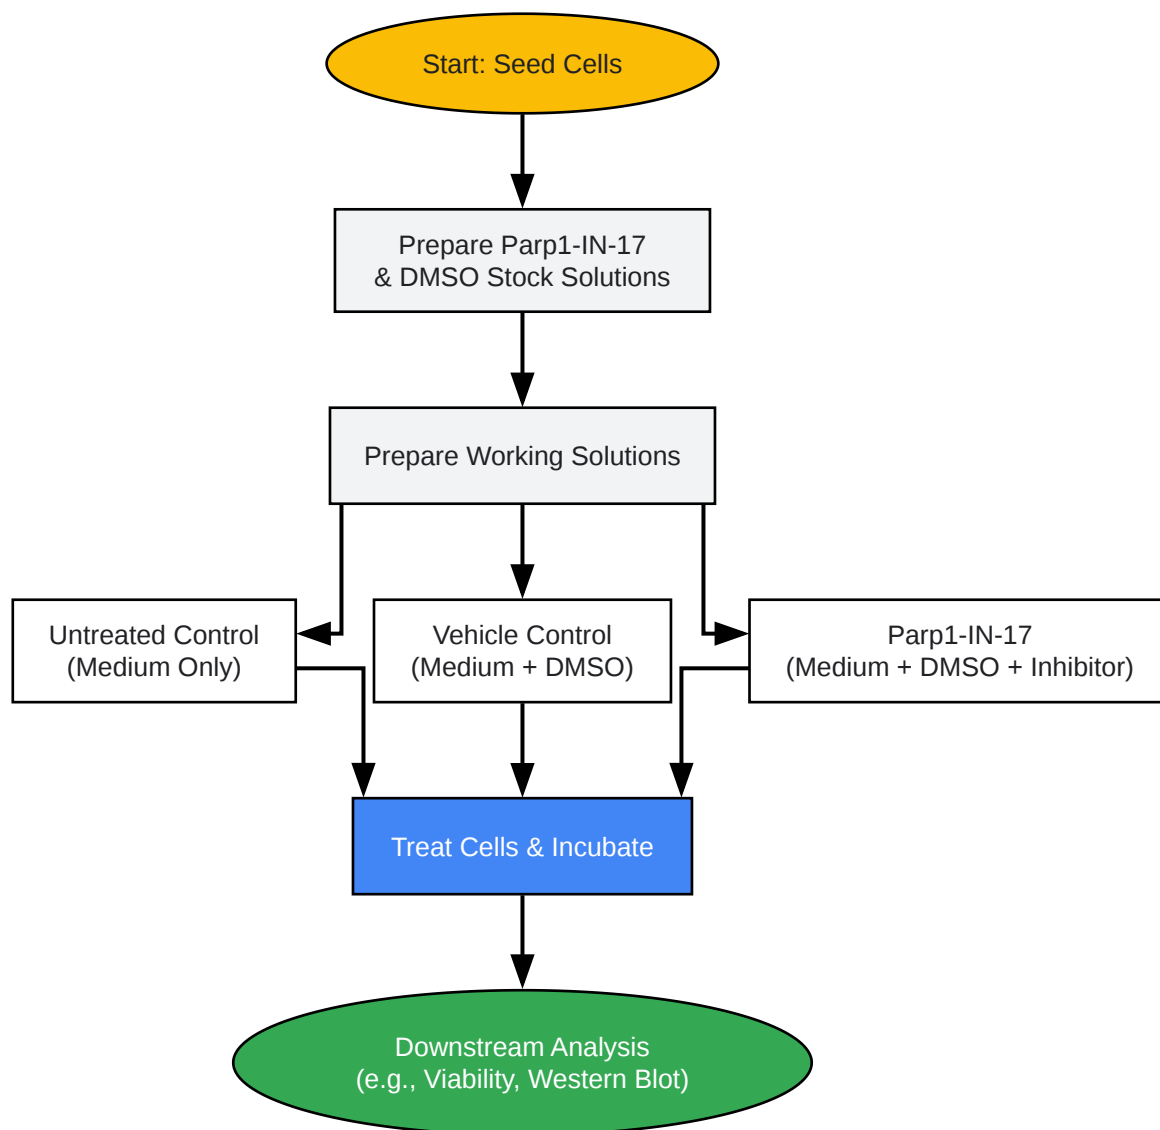 Start: Seed Cells
Prepare Parp1-IN-17
& DMSO Stock Solutions
Prepare Working Solutions
Untreated Control
(Medium Only)
Vehicle Control
(Medium + DMSO)
Parp1-IN-17
(Medium + DMSO + Inhibitor)
Treat Cells & Incubate
Downstream Analysis
(e.g., Viability, Western Blot)